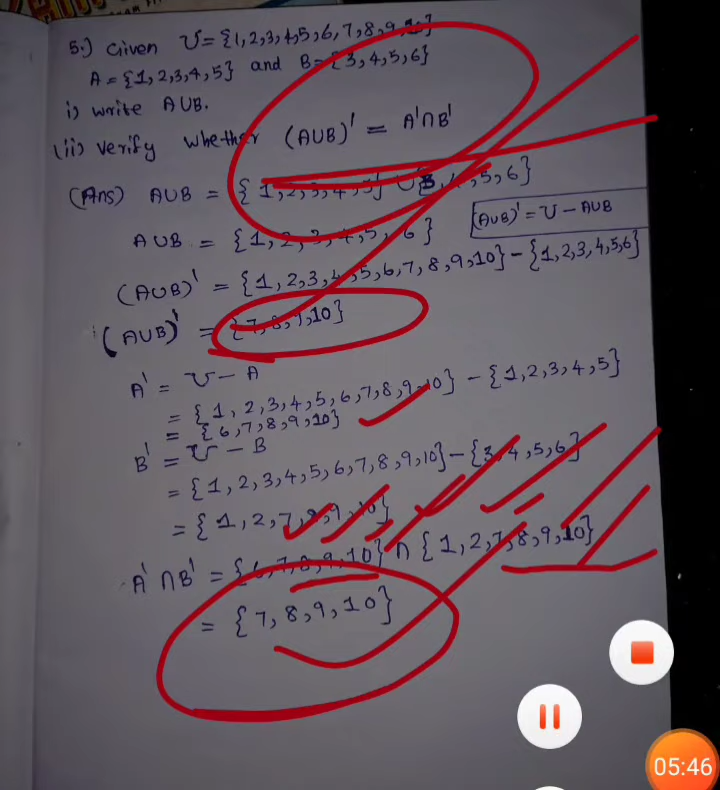 5.) Given U = {1,2,3,4,5,6,7,8,9,10}
A = {1,2,3,4,5} and B = {3,4,5,6}
i) write A∪B.
(ii) Verify whether (A∪B)' = A'∩B'
(Ans) A∪B = {1,2,3,4,5} ∪ {3,4,5,6}
A∪B = {1,2,3,4,5,6}
(A∪B)' = U - A∪B
(A∪B)' = {1,2,3,4,5,6,7,8,9,10} - {1,2,3,4,5,6}
(A∪B)' = {7,8,9,10}
A' = U - A
= {1,2,3,4,5,6,7,8,9,10} - {1,2,3,4,5}
= {6,7,8,9,10}
B' = U - B
= {1,2,3,4,5,6,7,8,9,10} - {3,4,5,6}
= {1,2,7,8,9,10}
A'∩B' = {6,7,8,9,10} ∩ {1,2,7,8,9,10}
= {7,8,9,10}
05:46